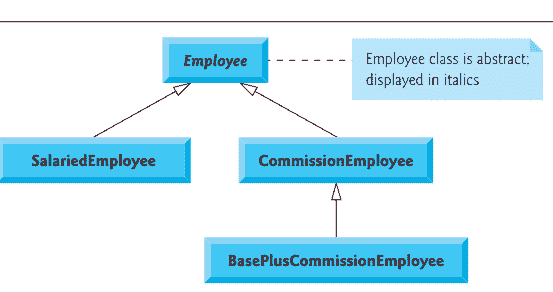 Employee
Employee class is abstract;
displayed in italics
SalariedEmployee
CommissionEmployee
BasePlusCommissionEmployee